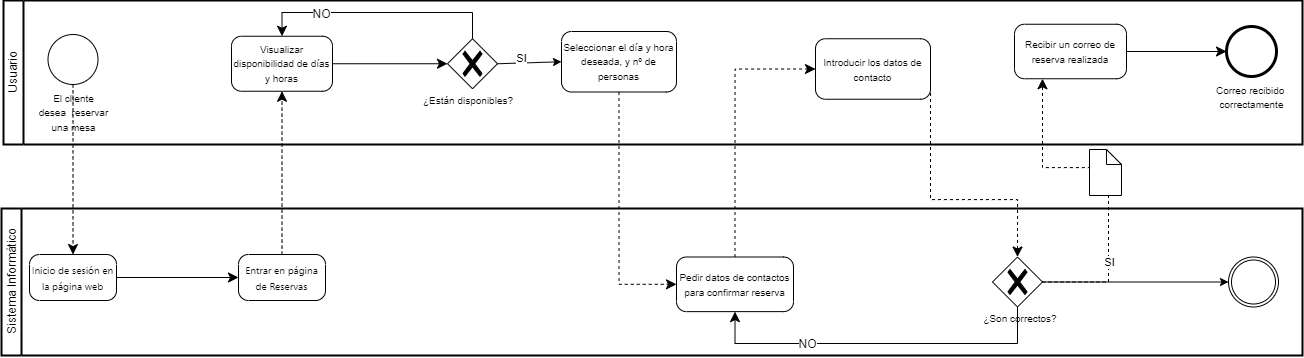 Usuario
El cliente
desea reservar
una mesa
NO
Visualizar
disponibilidad de días
y horas
¿Están disponibles?
SI
Seleccionar el día y hora
deseada, y nº de
personas
Introducir los datos de
contacto
Recibir un correo de
reserva realizada
Correo recibido
correctamente
Sistema Informático
Inicio de sesión en
la página web
Entrar en página
de Reservas
Pedir datos de contactos
para confirmar reserva
NO
¿Son correctos?
SI